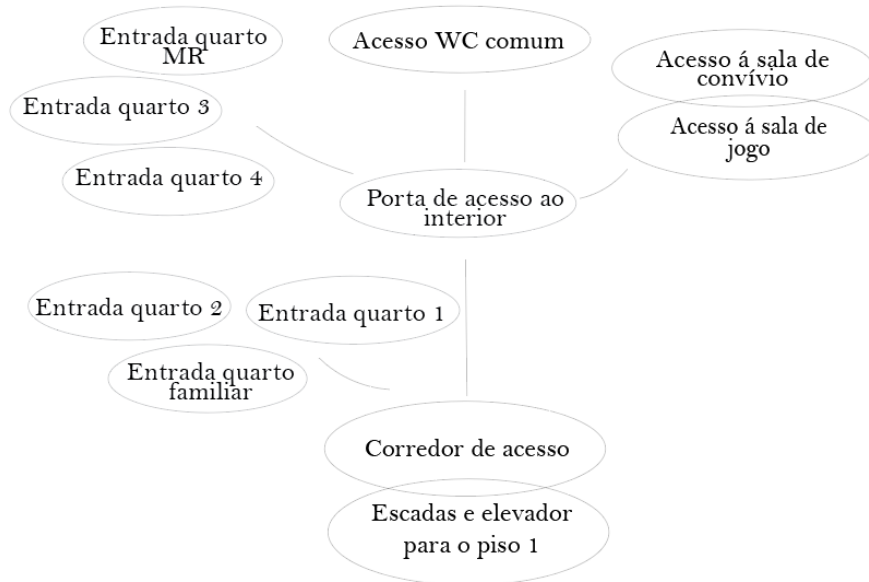 Entrada quarto
MR
Acesso WC comum
Acesso á sala de
convívio
Entrada quarto 3
Acesso á sala de
jogo
Entrada quarto 4
Porta de acesso ao
interior
Entrada quarto 2
Entrada quarto 1
Entrada quarto
familiar
Corredor de acesso
Escadas e elevador
para o piso 1